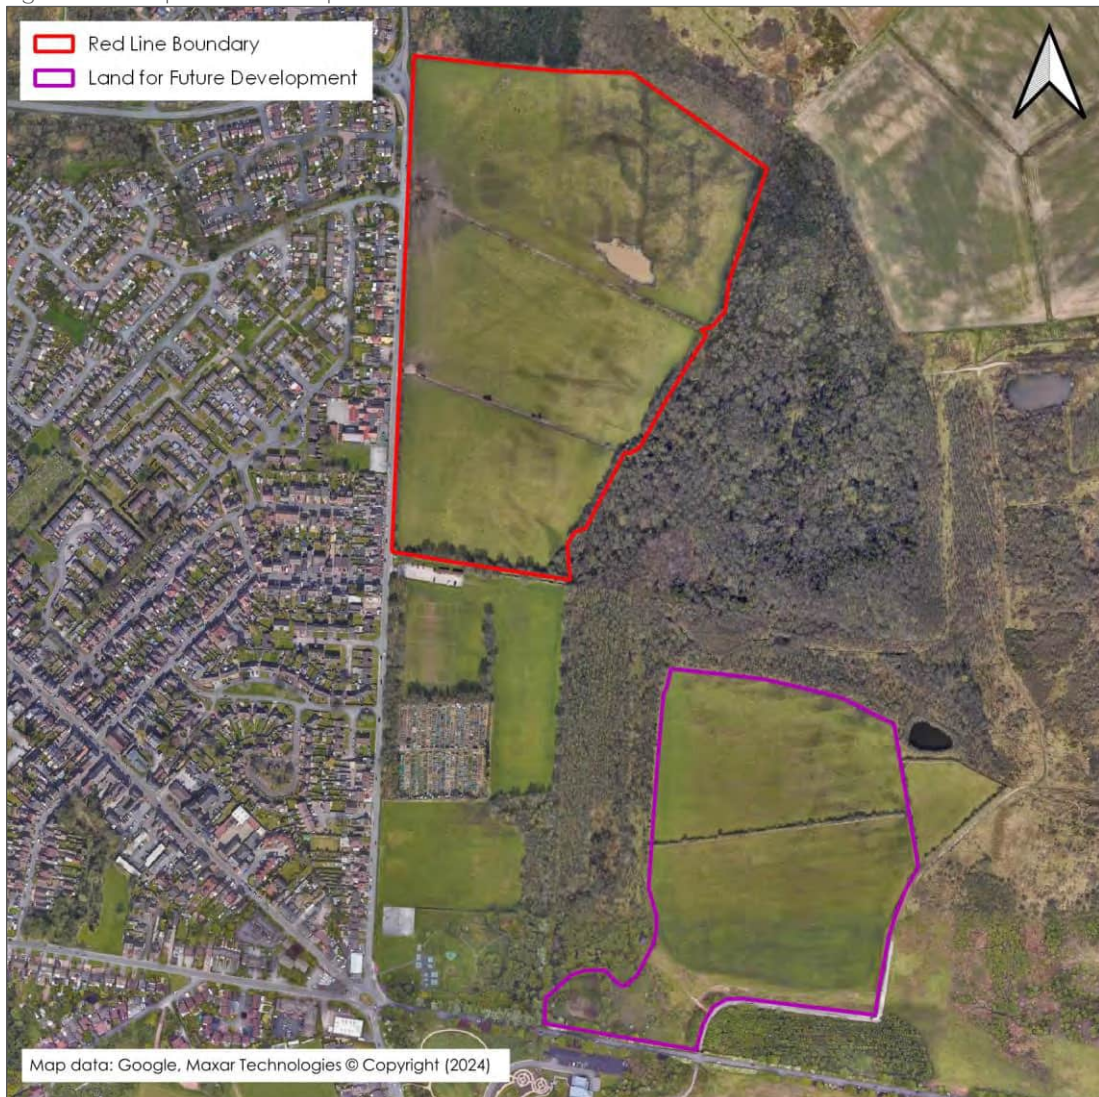 Red Line Boundary
Land for Future Development
Map data: Google, Maxar Technologies © Copyright (2024)